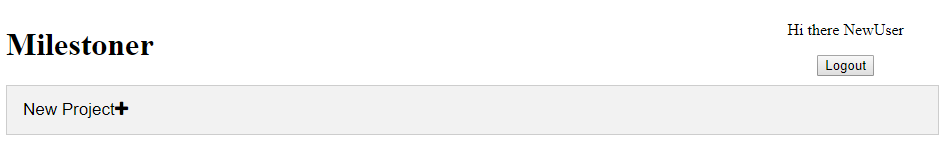 Hi there NewUser
Milestoner
Logout
New Project